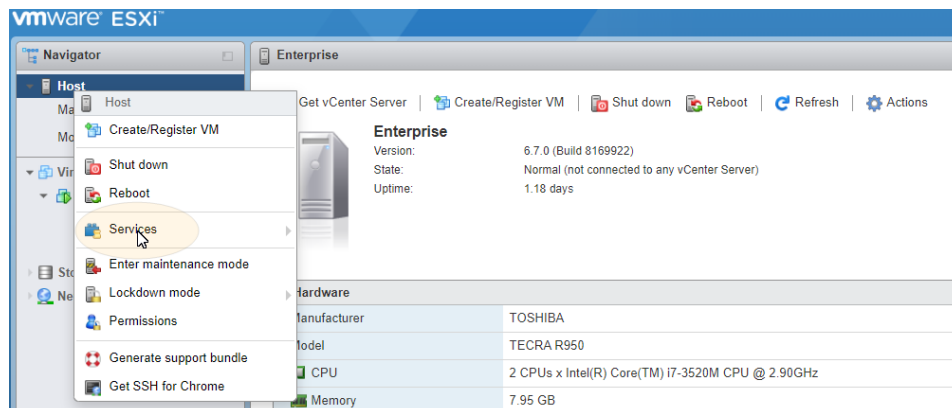 vmware ESXi™
Navigator
Enterprise
Host
Ma
Host
Get vCenter Server
Create/Register VM
Shut down
Reboot
Refresh
Actions
Mo
Create/Register VM
Enterprise
Version:
6.7.0 (Build 8169922)
Vir
Shut down
State:
Normal (not connected to any vCenter Server)
Reboot
Uptime:
1.18 days
Services
Sto
Enter maintenance mode
Ne
Lockdown mode
Hardware
Permissions
Manufacturer
TOSHIBA
Model
TECRA R950
Generate support bundle
CPU
2 CPUs x Intel(R) Core(TM) i7-3520M CPU @ 2.90GHz
Get SSH for Chrome
Memory
7.95 GB